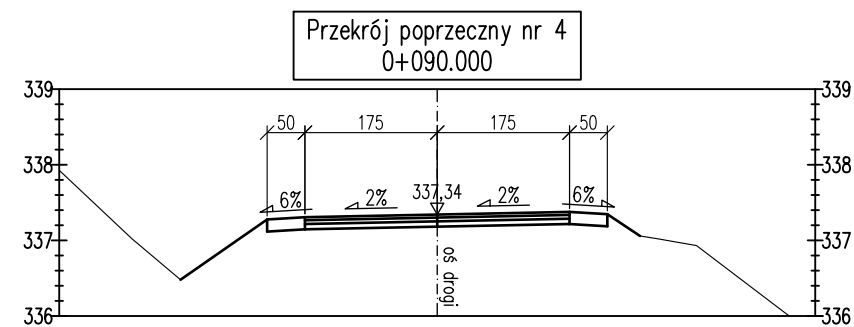 Przekrój poprzeczny nr 4
0+090.000
339 339
50 175 175 50
338 338
6% 2% 337,34 2% 6%
337 337
oś drogi
336 336